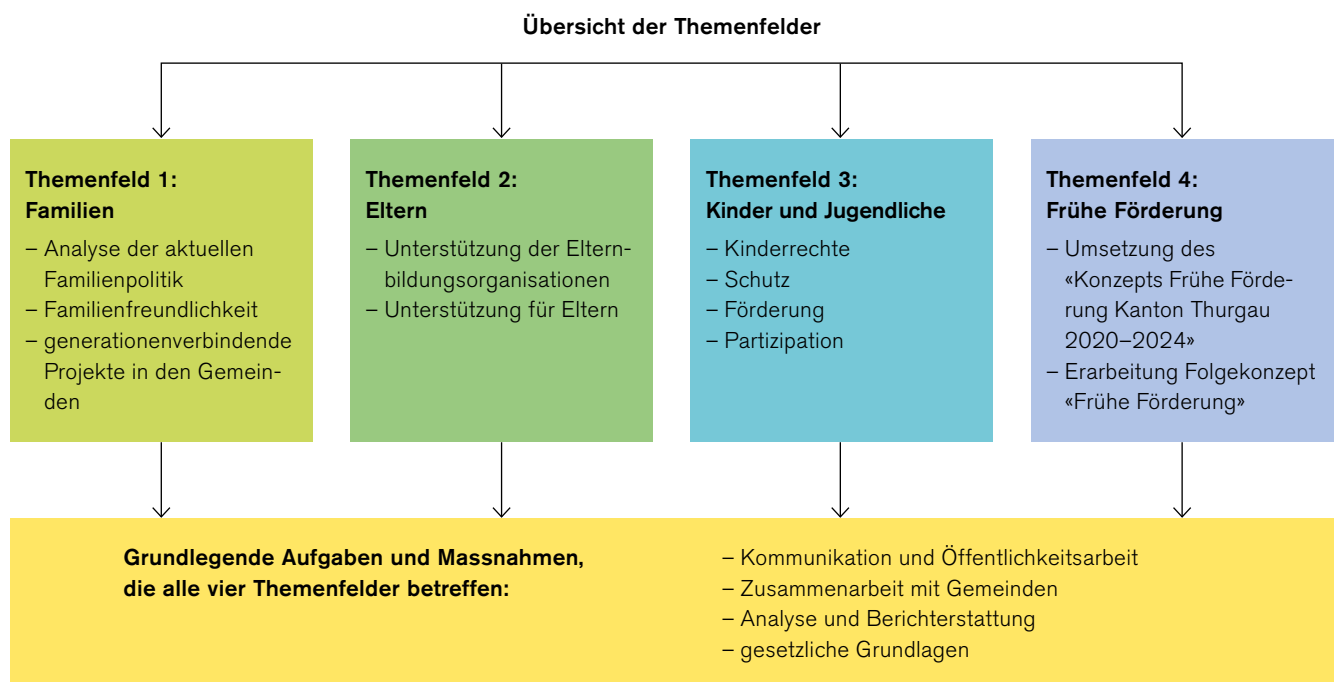 Übersicht der Themenfelder
Themenfeld 1:
Familien
– Analyse der aktuellen
Familienpolitik
– Familienfreundlichkeit
– generationenverbindende
Projekte in den Gemein-
den
Themenfeld 2:
Eltern
– Unterstützung der Eltern-
bildungsorganisationen
– Unterstützung für Eltern
Themenfeld 3:
Kinder und Jugendliche
– Kinderrechte
– Schutz
– Förderung
– Partizipation
Themenfeld 4:
Frühe Förderung
– Umsetzung des
«Konzepts Frühe Förde-
rung Kanton Thurgau
2020–2024»
– Erarbeitung Folgekonzept
«Frühe Förderung»
Grundlegende Aufgaben und Massnahmen,
die alle vier Themenfelder betreffen:
– Kommunikation und Öffentlichkeitsarbeit
– Zusammenarbeit mit Gemeinden
– Analyse und Berichterstattung
– gesetzliche Grundlagen